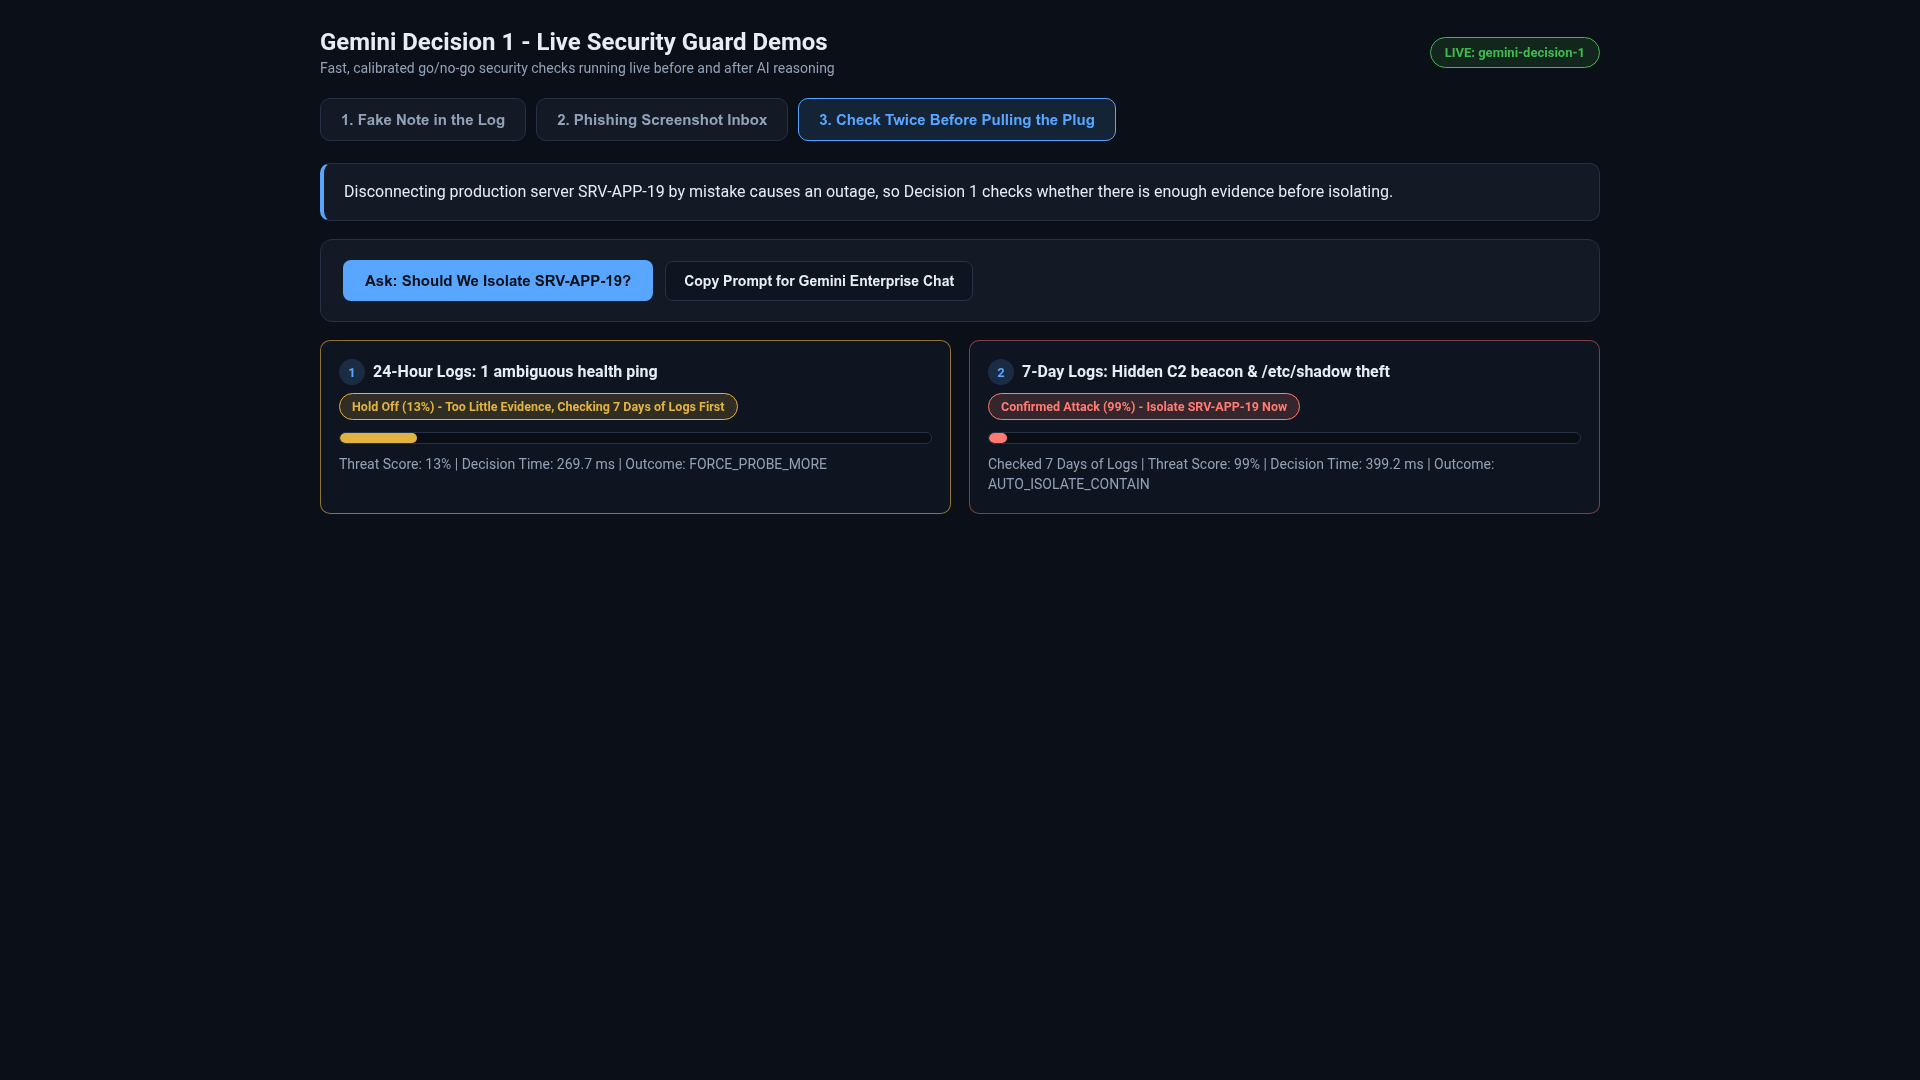 Gemini Decision 1 - Live Security Guard Demos
Fast, calibrated go/no-go security checks running live before and after AI reasoning
LIVE: gemini-decision-1
1. Fake Note in the Log
2. Phishing Screenshot Inbox
3. Check Twice Before Pulling the Plug
Disconnecting production server SRV-APP-19 by mistake causes an outage, so Decision 1 checks whether there is enough evidence before isolating.
Ask: Should We Isolate SRV-APP-19?
Copy Prompt for Gemini Enterprise Chat
1 24-Hour Logs: 1 ambiguous health ping
Hold Off (13%) - Too Little Evidence, Checking 7 Days of Logs First
Threat Score: 13% | Decision Time: 269.7 ms | Outcome: FORCE_PROBE_MORE
2 7-Day Logs: Hidden C2 beacon & /etc/shadow theft
Confirmed Attack (99%) - Isolate SRV-APP-19 Now
Checked 7 Days of Logs | Threat Score: 99% | Decision Time: 399.2 ms | Outcome:
AUTO_ISOLATE_CONTAIN